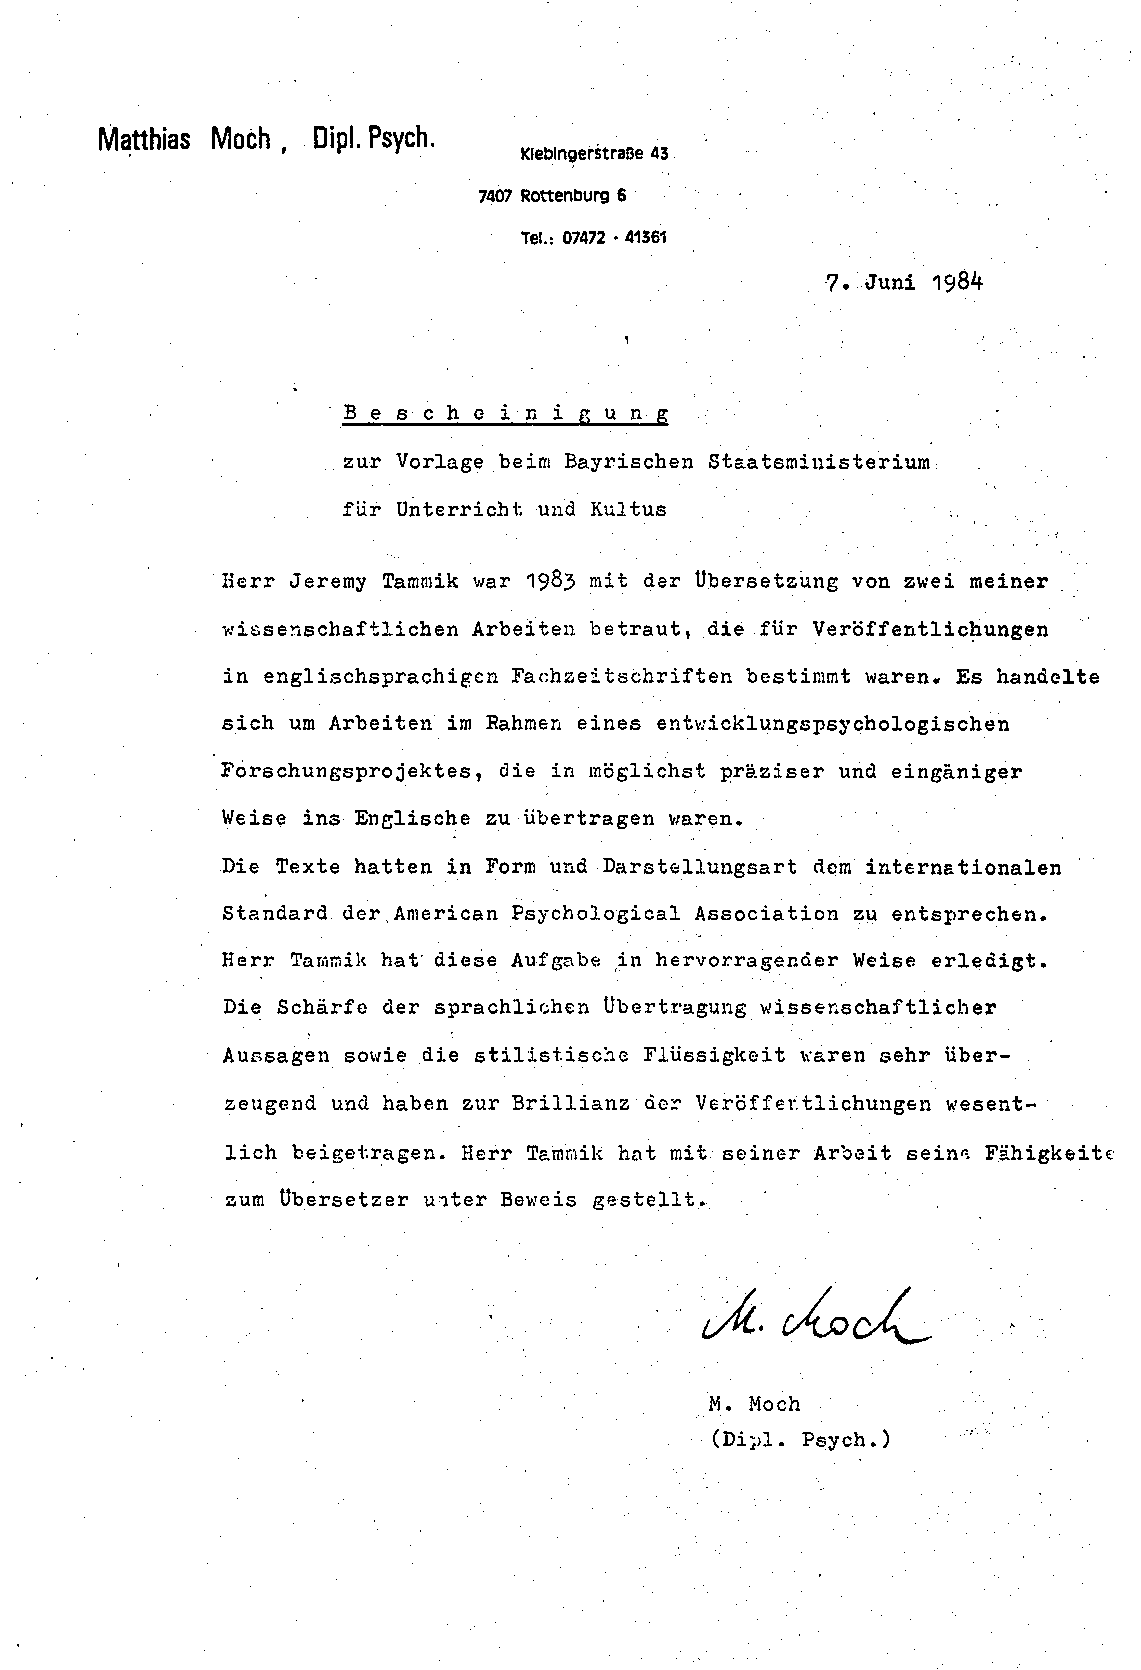 Matthias Moch, Dipl. Psych.
Kiebingerstraße 43
7407 Rottenburg 6
Tel.: 07472 - 41361
7. Juni 1984
B e s c h e i n i g u n g
zur Vorlage beim Bayrischen Staatsministerium
für Unterricht und Kultus
Herr Jeremy Tammik war 1983 mit der Übersetzung von zwei meiner
wissenschaftlichen Arbeiten betraut, die für Veröffentlichungen
in englischsprachigen Fachzeitschriften bestimmt waren. Es handelte
sich um Arbeiten im Rahmen eines entwicklungspsychologischen
Forschungsprojektes, die in möglichst präziser und eingäniger
Weise ins Englische zu übertragen waren.
Die Texte hatten in Form und Darstellungsart dem internationalen
Standard der American Psychological Association zu entsprechen.
Herr Tammik hat diese Aufgabe in hervorragender Weise erledigt.
Die Schärfe der sprachlichen Übertragung wissenschaftlicher
Aussagen sowie die stilistische Flüssigkeit waren sehr über-
zeugend und haben zur Brillianz der Veröffentlichungen wesent-
lich beigetragen. Herr Tammik hat mit seiner Arbeit seine Fähigkeite
zum Übersetzer unter Beweis gestellt.
M. Moch
M. Moch
(Dipl. Psych.)